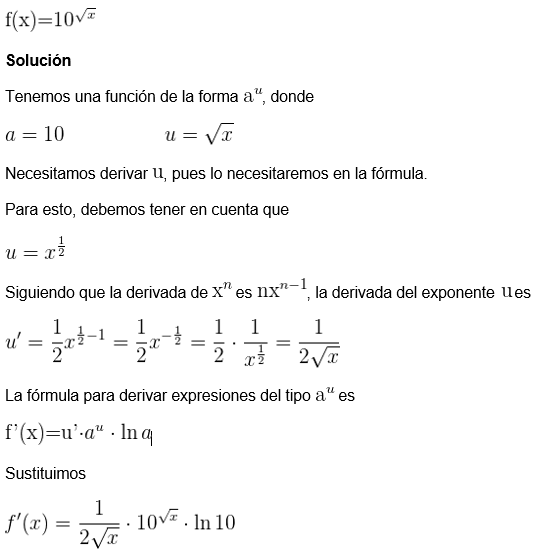 f(x)=10^{\sqrt{x}}
Solución
Tenemos una función de la forma a^u, donde
a = 10 u = \sqrt{x}
Necesitamos derivar u, pues lo necesitaremos en la fórmula.
Para esto, debemos tener en cuenta que
u = x^{\frac{1}{2}}
Siguiendo que la derivada de x^n es nx^{n-1}, la derivada del exponente u es
u' = \frac{1}{2}x^{\frac{1}{2}-1} = \frac{1}{2}x^{-\frac{1}{2}} = \frac{1}{2} \cdot \frac{1}{x^{\frac{1}{2}}} = \frac{1}{2\sqrt{x}}
La fórmula para derivar expresiones del tipo a^u es
f'(x)=u'·a^u · ln a
Sustituimos
f'(x) = \frac{1}{2\sqrt{x}} · 10^{\sqrt{x}} · ln 10